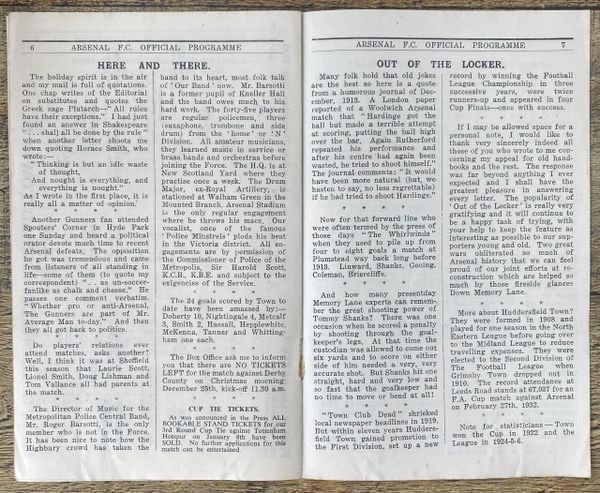 6 ARSENAL F.C. OFFICIAL PROGRAMME
HERE AND THERE.
The holiday spirit is in the air
and my mail is full of quotations.
One chap writes of the Editorial
on substitutes and quotes the
Greek sage Plutarch—"All rules
have their exceptions." I had just
found an answer in Shakespeare
". . . shall all be done by the rule"
when another letter shoots me
down quoting Horace Smith, who
wrote:—
"Thinking is but an idle waste
of thought,
And nought is everything, and
everything is nought."
As I wrote in the first place, it is
really all a matter of opinion.
* * * *
Another Gunners fan attended
Spouters' Corner in Hyde Park
one Sunday and heard a political
orator devote much time to recent
Arsenal defeats. The opposition
he got was tremendous and came
from listeners of all standing in
life—some of them (to quote my
correspondent) ". . as un-soccer-
fanlike as chalk and cheese." He
passes one comment verbatim.
"Whether pro or anti-Arsenal,
The Gunners are part of Mr.
Average Man to-day." And then
they all got back to politics.
* * * *
Do players' relations ever
attend matches, asks another?
Well, I think it was at Sheffield
this season that Laurie Scott,
Lionel Smith, Doug Lishman and
Tom Vallance all had parents at
the match.
* * * *
The Director of Music for the
Metropolitan Police Central Band,
Mr. Roger Barsotti, is the only
member who is not in the Force.
It has been nice to note how the
Highbury crowd has taken the
band to its heart, most folk talk
of 'Our Band' now. Mr. Barsotti
is a former pupil of Kneller Hall
and the band owes much to his
hard work. The forty-five players
are regular policemen, three
(saxaphone, trombone and side
drum) from the 'home' or 'N'
Division. All amateur musicians,
they learned music in service or
brass bands and orchestras before
joining the Force. The H.Q. is at
New Scotland Yard where they
practise once a week. The Drum
Major, ex-Royal Artillery, is
stationed at Walham Green in the
Mounted Branch. Arsenal Stadium
is the only regular engagement
where he throws his mace. Our
vocalist, once of the famous
'Police Minstrels' plods his beat
in the Victoria district. All en-
gagements are by permission of
the Commissioner of Police of the
Metropolis, Sir Harold Scott,
K.C.B., K.B.E. and subject to the
exigencies of the Service.
* * * *
The 24 goals scored by Town to
date have been amassed by:—
Doherty 10, Nightingale 4, Metcalf
3, Smith 2, Hassall, Hepplewhite,
McKenna, Tanner and Whitting-
ham one each.
* * * *
The Box Office ask me to inform
you that there are NO TICKETS
LEFT for the match against Derby
County on Christmas morning,
December 25th, kick-off 11.30 a.m.
CUP TIE TICKETS.
As was announced in the Press ALL
BOOKABLE STAND TICKETS for our
3rd Round Cup Tie against Tottenham
Hotspur on January 8th have been
SOLD. No further applications for this
match can be entertained.
ARSENAL F.C. OFFICIAL PROGRAMME 7
OUT OF THE LOCKER.
Many folk hold that old jokes
are the best so here is a quote
from a humorous journal of Dec-
ember, 1913. A London paper
reported of a Woolwich Arsenal
match that "Hardinge got the
ball but made a terrible attempt
at scoring, putting the ball high
over the bar. Again Rutherford
repeated his performance and
after his centre had again been
wasted, he tried to shoot himself."
The journal comments: "It would
have been more natural (but, we
hasten to say, no less regrettable)
if he had tried to shoot Hardinge."
* * * *
Now for that forward line who
were often termed by the press of
those days "The Whirlwinds"
when they used to pile up from
four to eight goals a match at
Plumstead way back long before
1913. Linward, Shanks, Gooing,
Coleman, Briercliffe.
* * * *
And how many presentday
Memory Lane experts can remem-
ber the great shooting power of
Tommy Shanks? There was one
occasion when he scored a penalty
by shooting through the goal-
keeper's legs. At that time the
custodian was allowed to come out
six yards and to score on either
side of him needed a very, very
accurate shot. But Shanks hit one
straight, hard and very low and
so fast that the goalkeeper had
no time to move or bend at all!
* * * *
"Town Club Dead" shrieked
local newspaper headlines in 1919.
But within eleven years Hudders-
field Town gained promotion to
the First Division, set up a new
record by winning the Football
League Championship in three
successive years, were twice
runners-up and appeared in four
Cup Finals—once with success.
* * * *
If I may be allowed space for a
personal note, I would like to
thank very sincerely indeed all
those of you who wrote to me con-
cerning my appeal for old hand-
books and the rest. The response
was far beyond anything I ever
expected and I shall have the
greatest pleasure in answering
every letter. The popularity of
'Out of the Locker' is really very
gratifying and it will continue to
be a happy task of trying, with
your help to keep the feature as
interesting as possible to our sup-
porters young and old. Two great
wars obliterated so much of
Arsenal history that we can feel
proud of our joint efforts at re-
construction which are helped so
much by those fireside glances
Down Memory Lane.
* * * *
More about Huddersfield Town?
They were formed in 1908 and
played for one season in the North
Eastern League before going over
to the Midland League to reduce
travelling expenses. They were
elected to the Second Division of
The Football League when
Grimsby Town dropped out in
1910. The record attendance at
Leeds Road stands at 67,037 for an
F.A. Cup match against Arsenal
on February 27th, 1932.
* * * *
Note for statisticians—Town
won the Cup in 1922 and the
League in 1924-5-6.